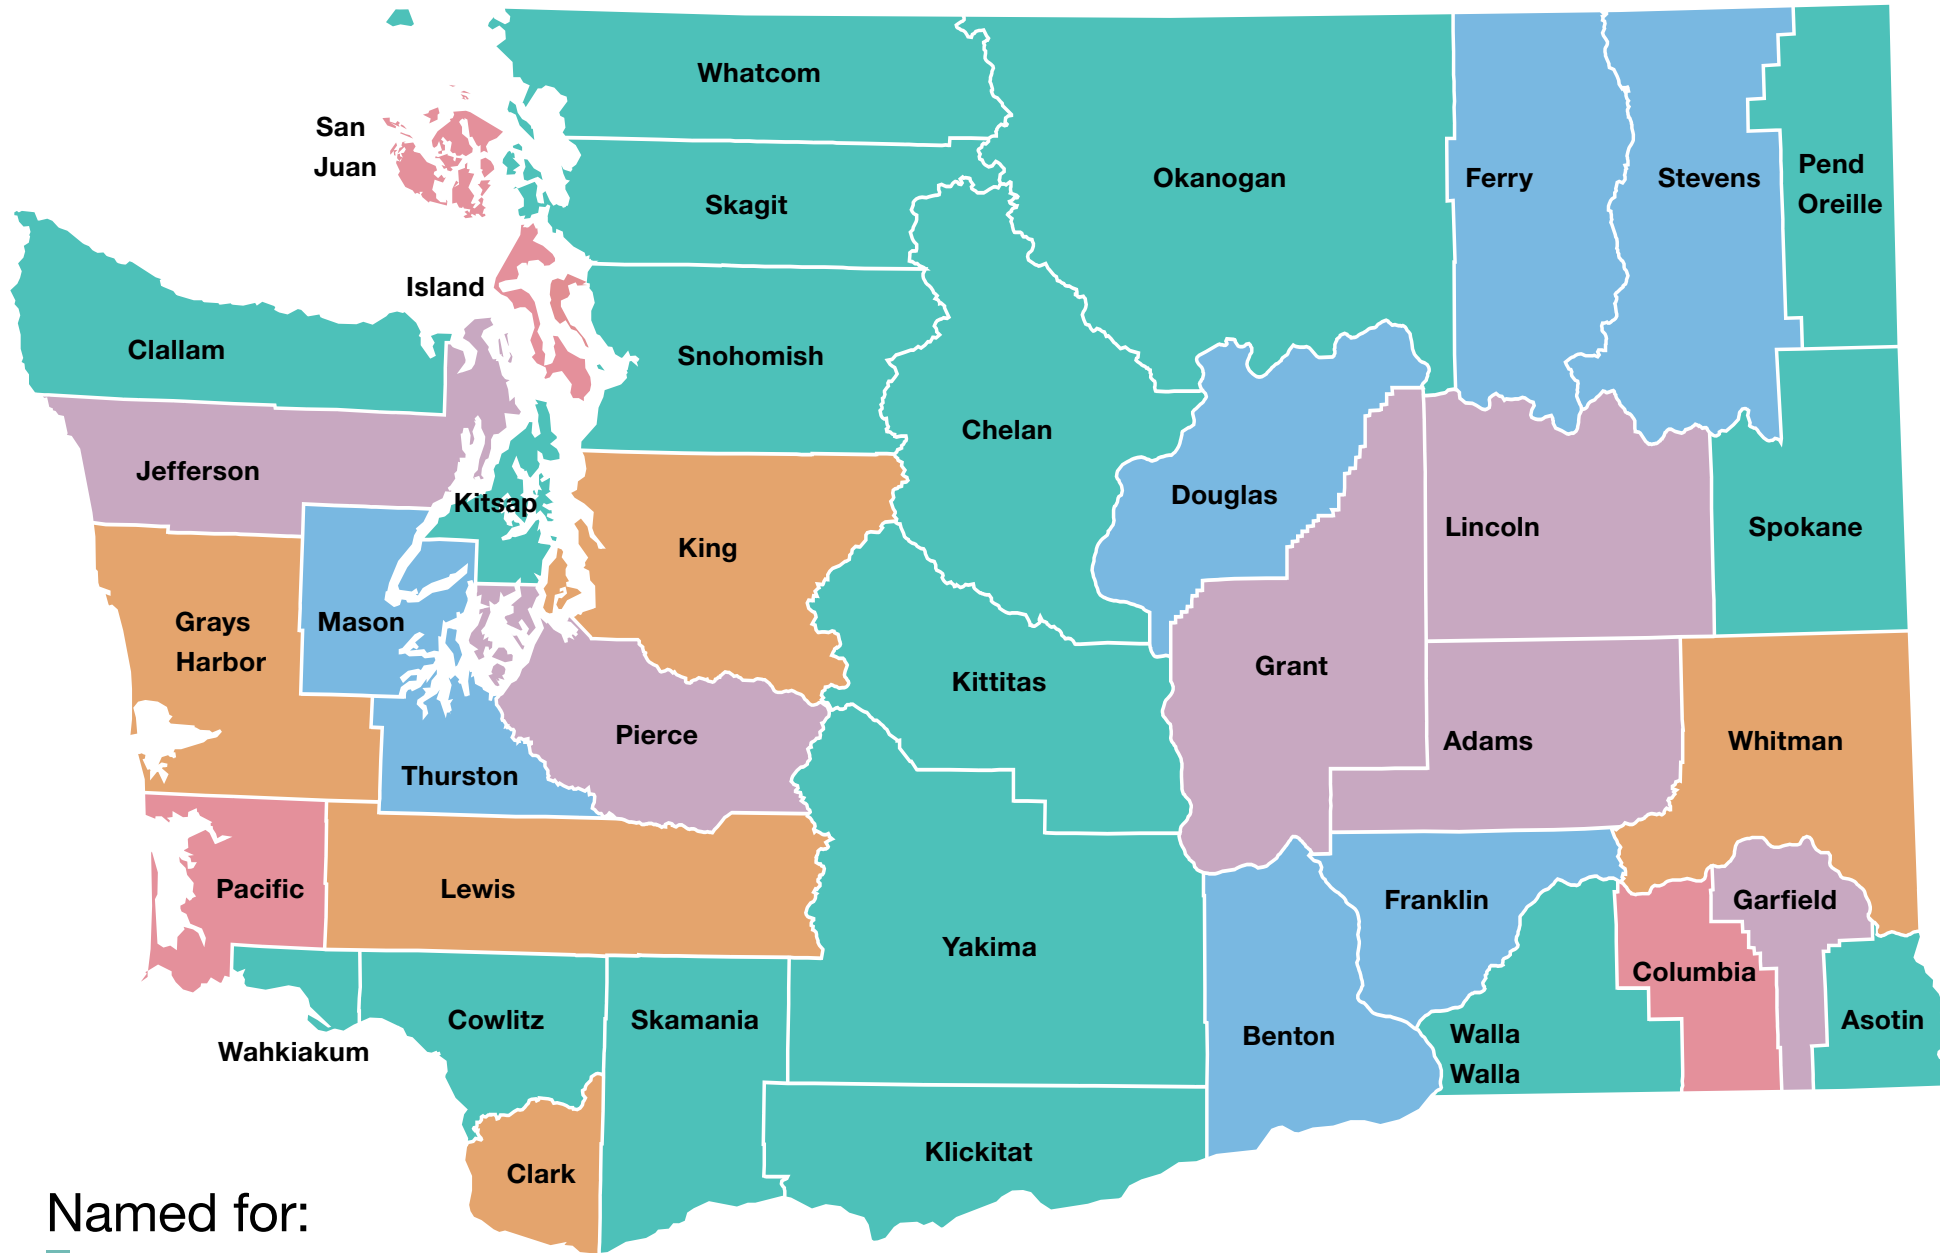 Whatcom
San
Juan
Skagit
Okanogan
Ferry
Stevens
Pend
Oreille
Island
Clallam
Snohomish
Chelan
Jefferson
Kitsap
Douglas
Lincoln
Spokane
King
Grays
Harbor
Mason
Kittitas
Grant
Pierce
Adams
Whitman
Thurston
Pacific
Lewis
Yakima
Franklin
Garfield
Columbia
Wahkiakum
Cowlitz
Skamania
Benton
Walla
Walla
Asotin
Klickitat
Clark
Named for: